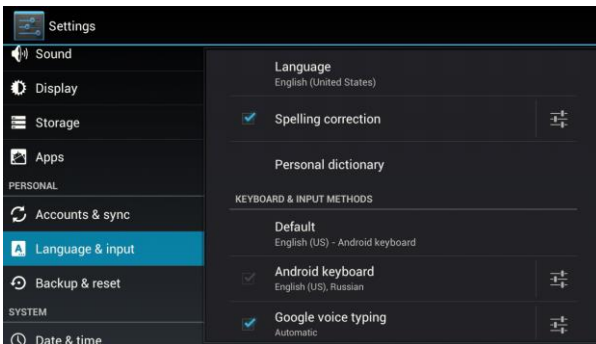 Settings
Sound
Display
Storage
Apps
PERSONAL
Accounts & sync
Language & input
Backup & reset
SYSTEM
Date & time
Language
English (United States)
Spelling correction
Personal dictionary
KEYBOARD & INPUT METHODS
Default
English (US) - Android keyboard
Android keyboard
English (US), Russian
Google voice typing
Automatic